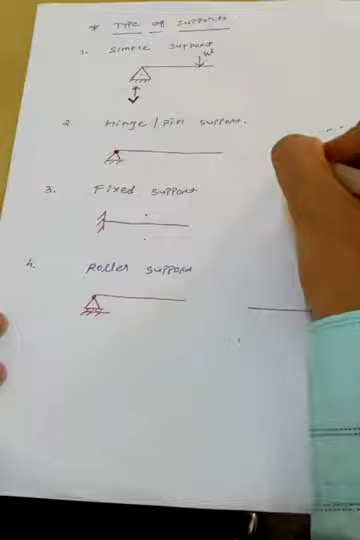 * Type of supports
1. Simple support
W
2 Hinge / Pin support.
3. Fixed support
4. Roller support